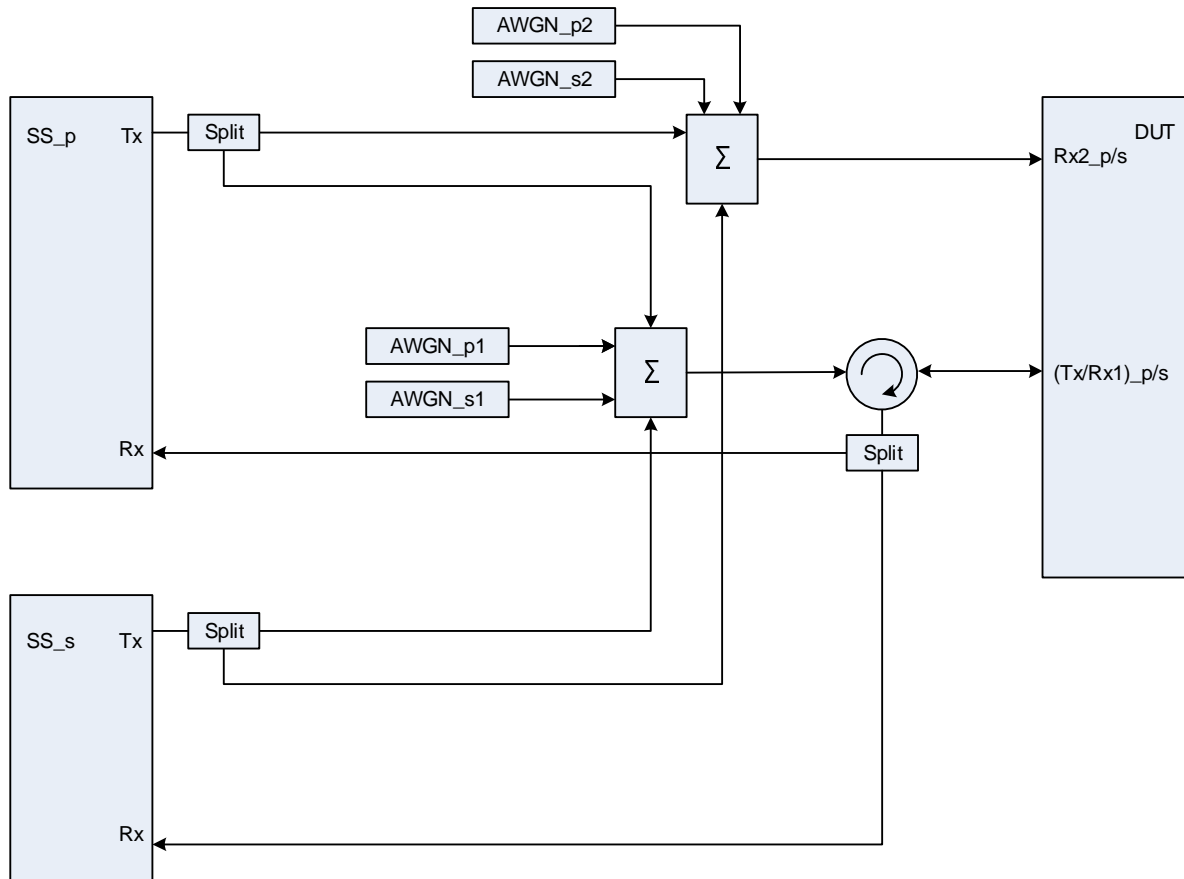 AWGN_p2
AWGN_s2
SS_p
Tx
Split
Σ
DUT
Rx2_p/s
AWGN_p1
AWGN_s1
Σ
(Tx/Rx1)_p/s
Rx
Split
SS_s
Tx
Split
Rx